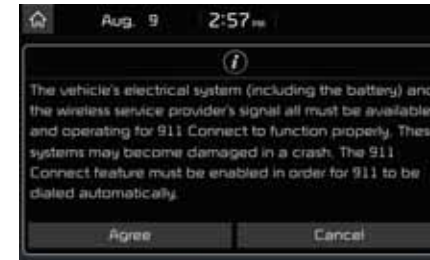 Aug. 9 2:57 PM
The vehicle's electrical system (including the battery) and
the wireless service provider's signal all must be available
and operating for 911 Connect to function properly. Thes
systems may become damaged in a crash. The 911
Connect feature must be enabled in order for 911 to be
dialed automatically.
Agree Cancel